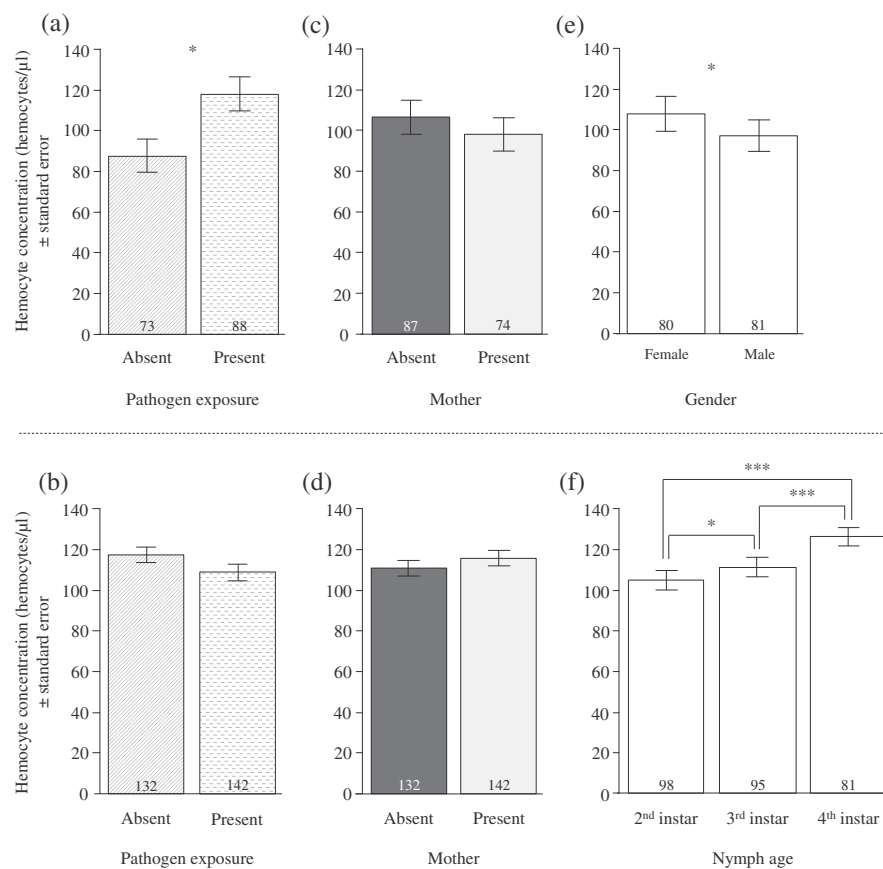 (a) (c) (e)
* *
140 140 140
120 120 120
100 100 100
80 80 80
60 60 60
40 40 40
20 20 20
0 0 0
Hemocyte concentration (hemocytes/µl)
± standard error
73 88 87 74 80 81
Absent Present Absent Present Female Male
Pathogen exposure Mother Gender
(b) (d) (f)
***
***
*
140 140 140
120 120 120
100 100 100
80 80 80
60 60 60
40 40 40
20 20 20
0 0 0
Hemocyte concentration (hemocytes/µl)
± standard error
132 142 132 142 98 95 81
Absent Present Absent Present 2nd instar 3rd instar 4th instar
Pathogen exposure Mother Nymph age